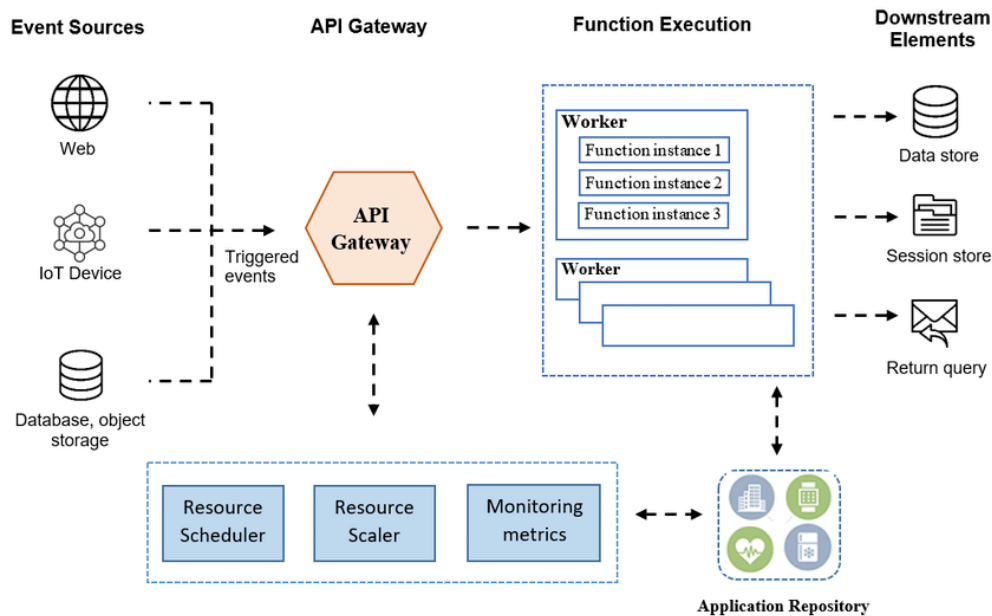 Event Sources
API Gateway
Function Execution
Downstream
Elements
Web
IoT Device
Database, object
storage
Triggered
events
API
Gateway
Worker
Function instance 1
Function instance 2
Function instance 3
Worker
Data store
Session store
Return query
Resource
Scheduler
Resource
Scaler
Monitoring
metrics
Application Repository